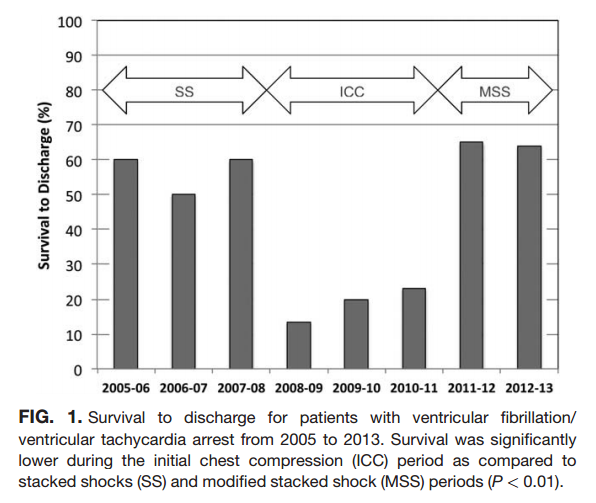 100
90
80
70
60
50
40
30
20
10
0
Survival to Discharge (%)
SS
ICC
MSS
2005-06 2006-07 2007-08 2008-09 2009-10 2010-11 2011-12 2012-13
FIG. 1. Survival to discharge for patients with ventricular fibrillation/
ventricular tachycardia arrest from 2005 to 2013. Survival was significantly
lower during the initial chest compression (ICC) period as compared to
stacked shocks (SS) and modified stacked shock (MSS) periods (P < 0.01).